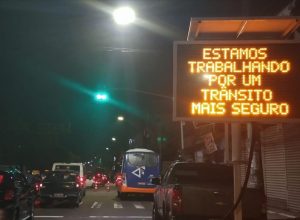 ESTAMOS
TRABALHANDO
POR UM
TRÂNSITO
MAIS SEGURO